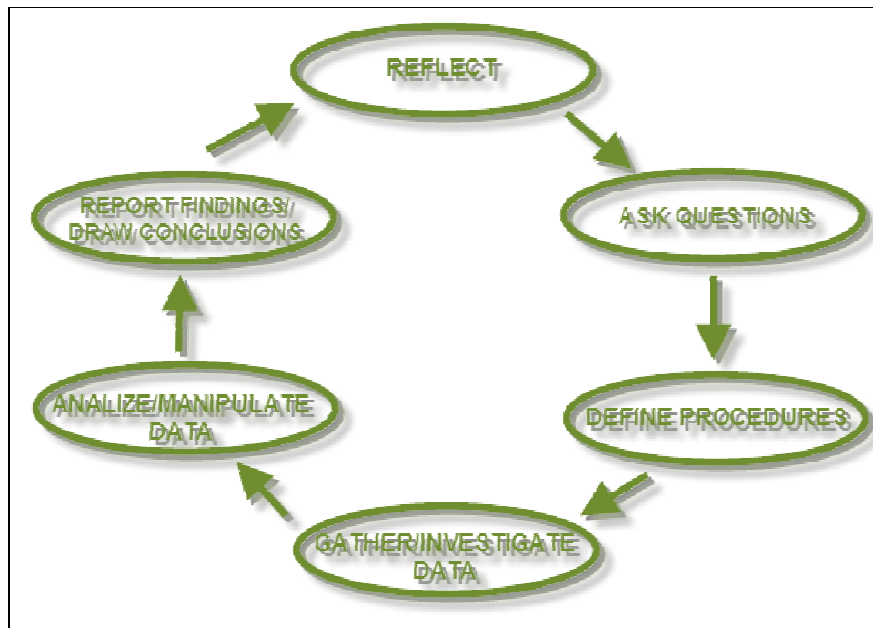 REFLECT
ASK QUESTIONS
DEFINE PROCEDURES
GATHER/INVESTIGATE
DATA
ANALIZE/MANIPULATE
DATA
REPORT FINDINGS/
DRAW CONCLUSIONS